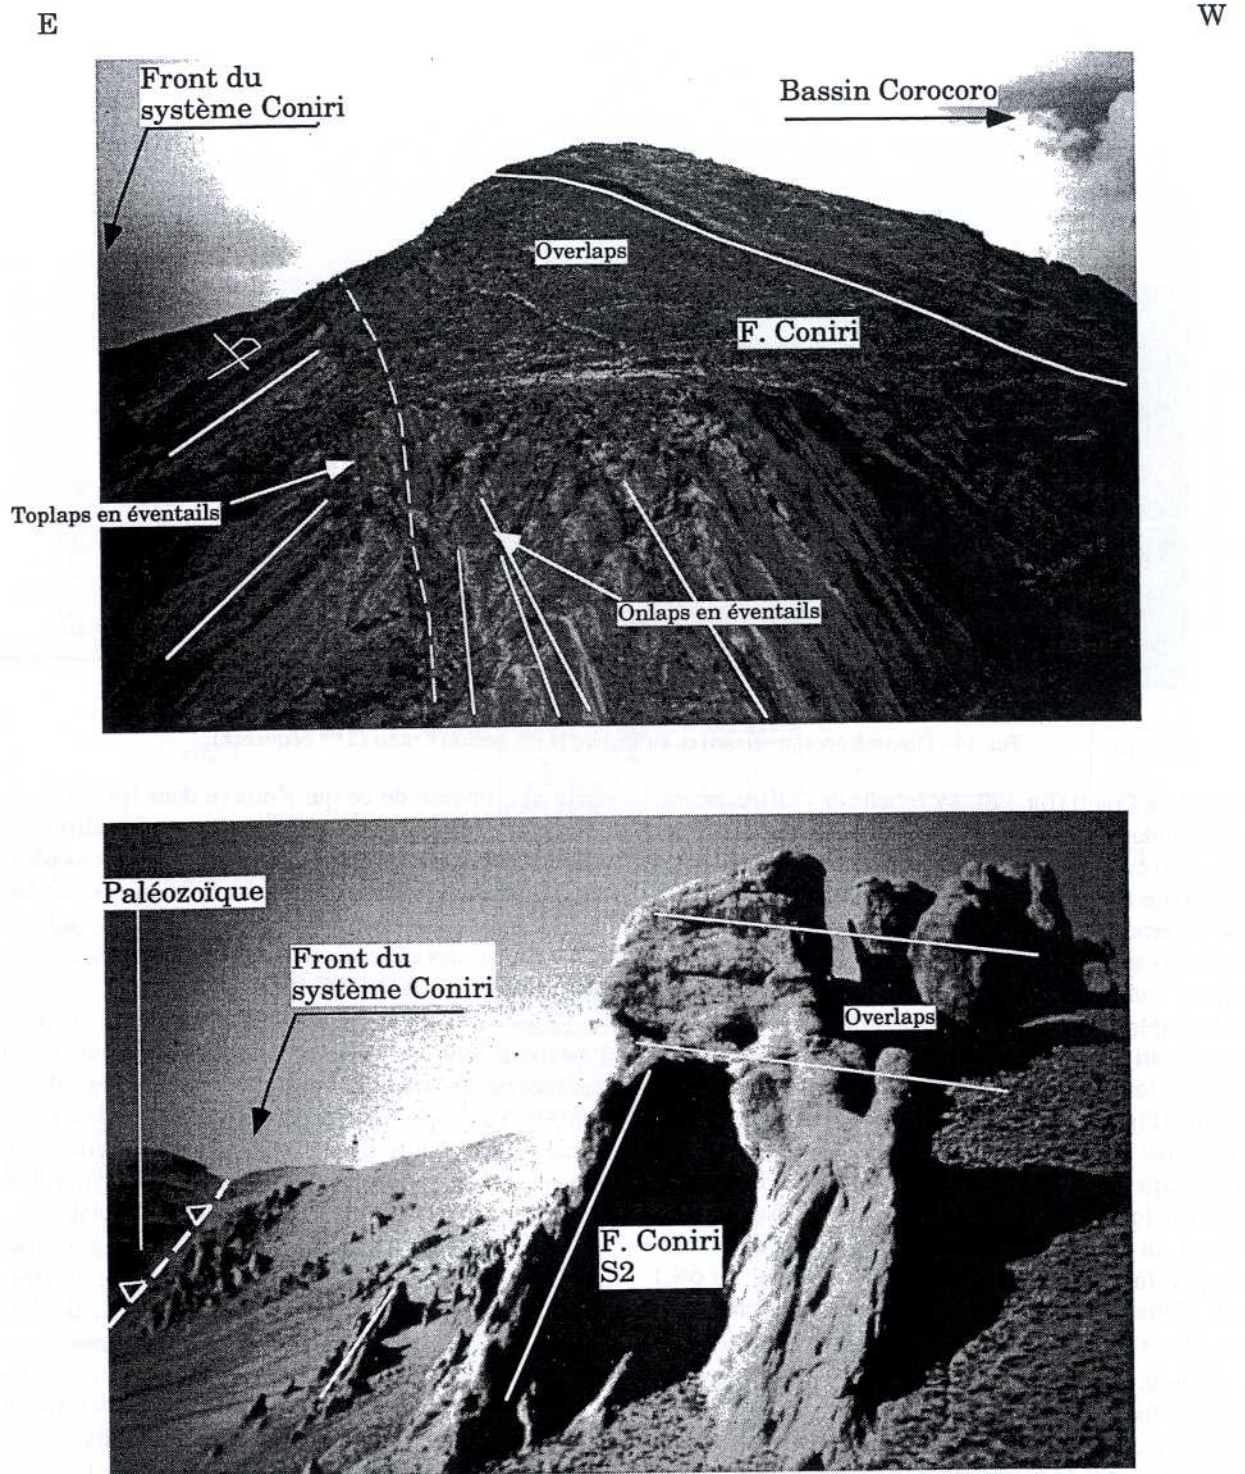 E
W
Front du
système Coniri
Bassin Corocoro
Overlaps
F. Coniri
Toplaps en éventails
Onlaps en éventails
Paléozoïque
Front du
système Coniri
Overlaps
F. Coniri
S2